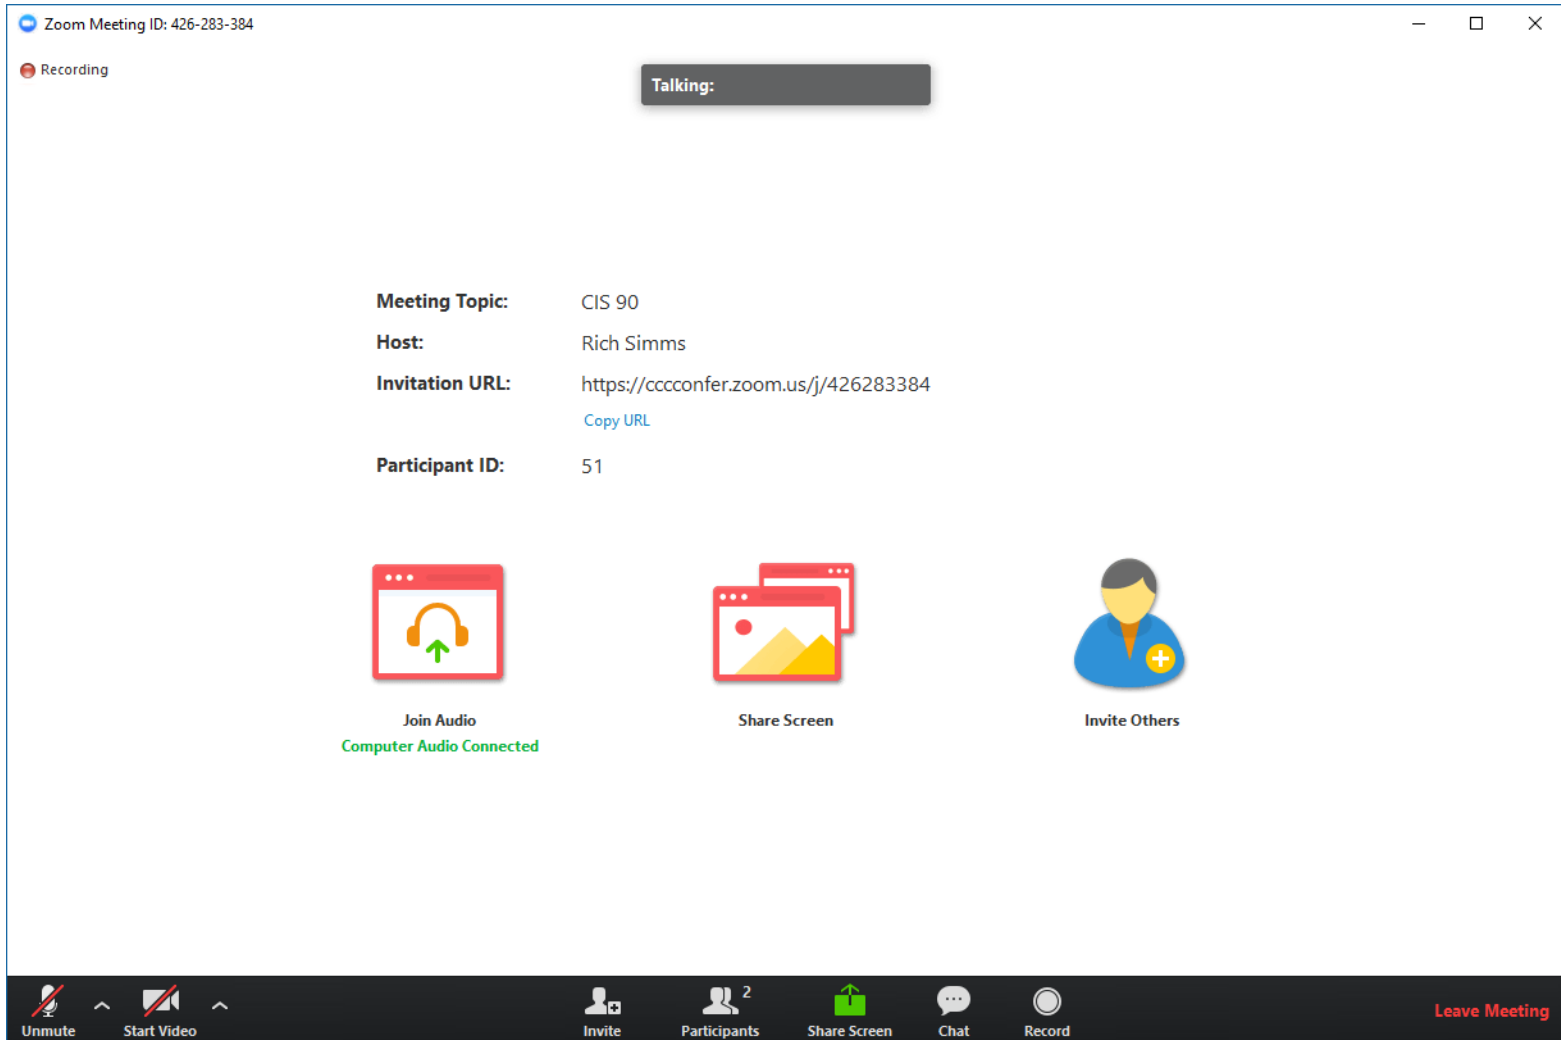 Zoom Meeting ID: 426-283-384
Recording
Talking:
Meeting Topic: CIS 90
Host: Rich Simms
Invitation URL: https://cccconfer.zoom.us/j/426283384
Copy URL
Participant ID: 51
Join Audio Share Screen Invite Others
Computer Audio Connected
2
Unmute Start Video Invite Participants Share Screen Chat Record Leave Meeting